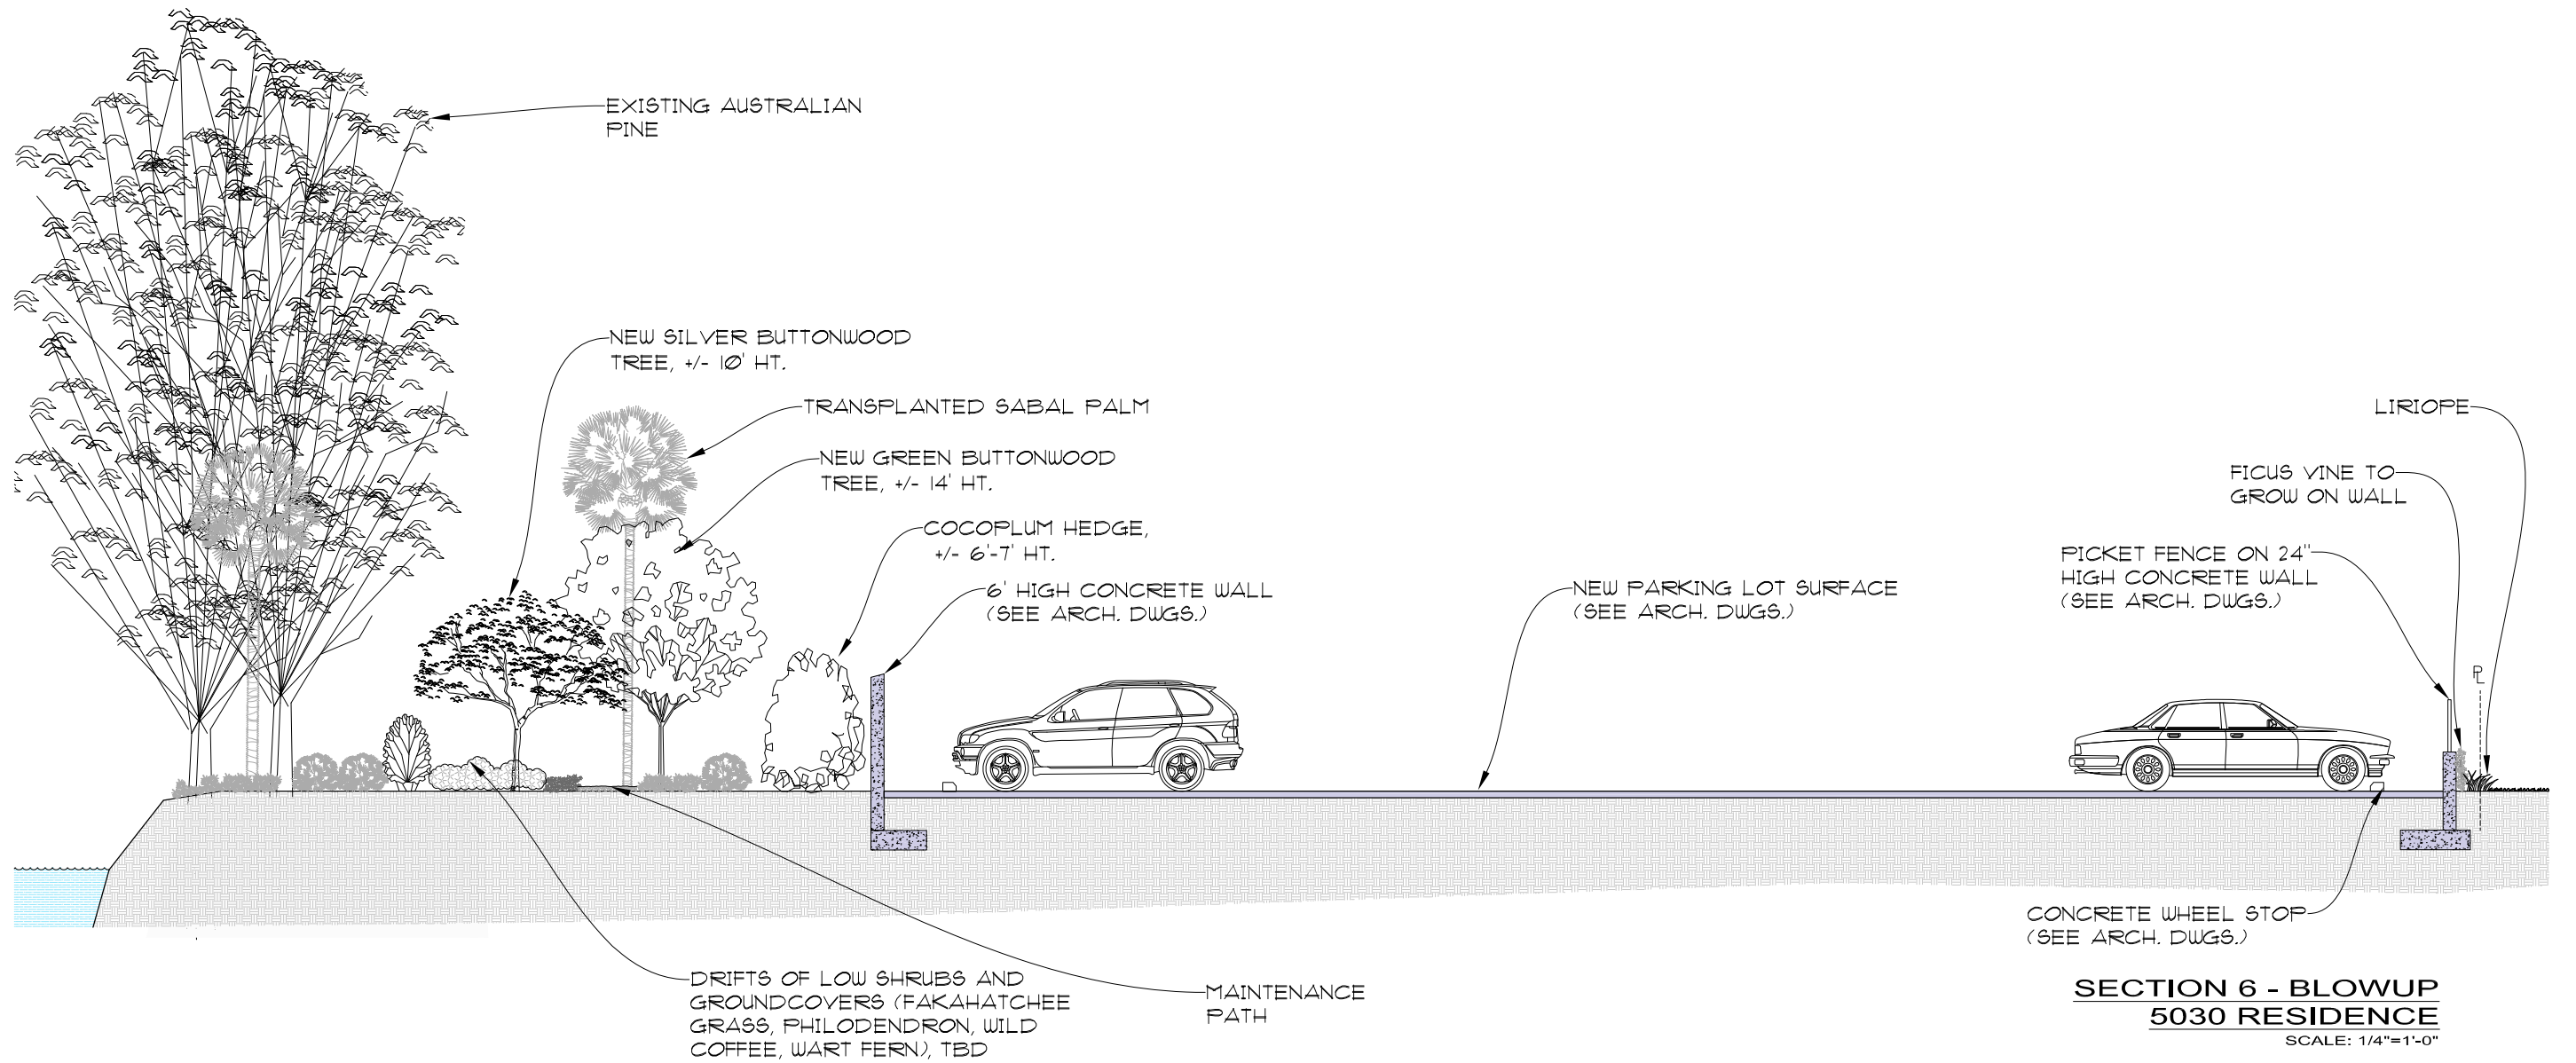 EXISTING AUSTRALIAN
PINE
NEW SILVER BUTTONWOOD
TREE, +/- 10' HT.
TRANSPLANTED SABAL PALM
NEW GREEN BUTTONWOOD
TREE, +/- 14' HT.
COCOPLUM HEDGE,
+/- 6'-7' HT.
6' HIGH CONCRETE WALL
(SEE ARCH. DWGS.)
NEW PARKING LOT SURFACE
(SEE ARCH. DWGS.)
LIRIOPE
FICUS VINE TO
GROW ON WALL
PICKET FENCE ON 24"
HIGH CONCRETE WALL
(SEE ARCH. DWGS.)
PL
CONCRETE WHEEL STOP
(SEE ARCH. DWGS.)
DRIFTS OF LOW SHRUBS AND
GROUNDCOVERS (FAKAHATCHEE
GRASS, PHILODENDRON, WILD
COFFEE, WART FERN), TBD
MAINTENANCE
PATH
SECTION 6 - BLOWUP
5030 RESIDENCE
SCALE: 1/4"=1'-0"